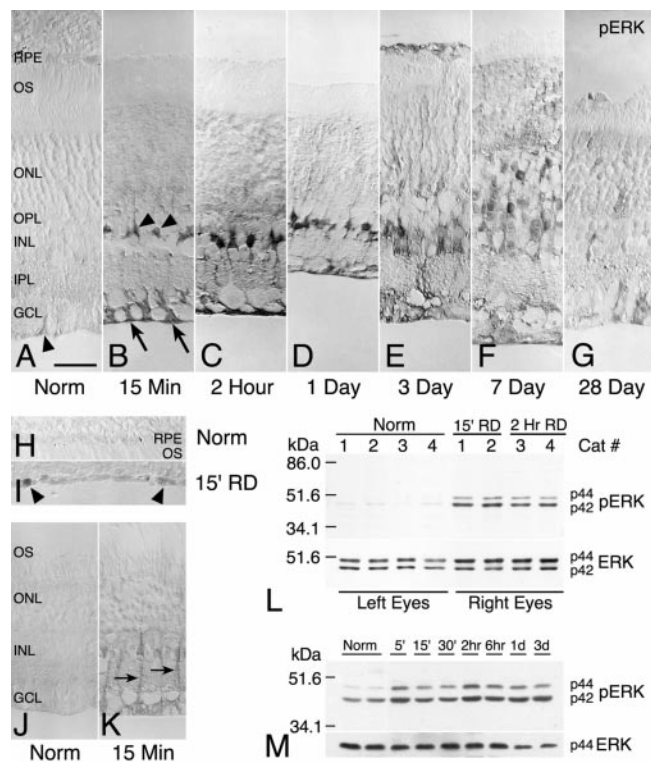 pERK
RPE
OS
ONL
OPL
INL
IPL
GCL
A B C D E F G
Norm 15 Min 2 Hour 1 Day 3 Day 7 Day 28 Day
H RPE OS Norm
I 15' RD
OS
ONL
INL
GCL
J K
Norm 15 Min
Norm 15' RD 2 Hr RD
kDa 1 2 3 4 1 2 3 4 Cat #
86.0
51.6 p44
p42 pERK
34.1
51.6 p44
p42 ERK
L Left Eyes Right Eyes
kDa Norm 5' 15' 30' 2hr 6hr 1d 3d
51.6 p44
p42 pERK
34.1
M p44 ERK